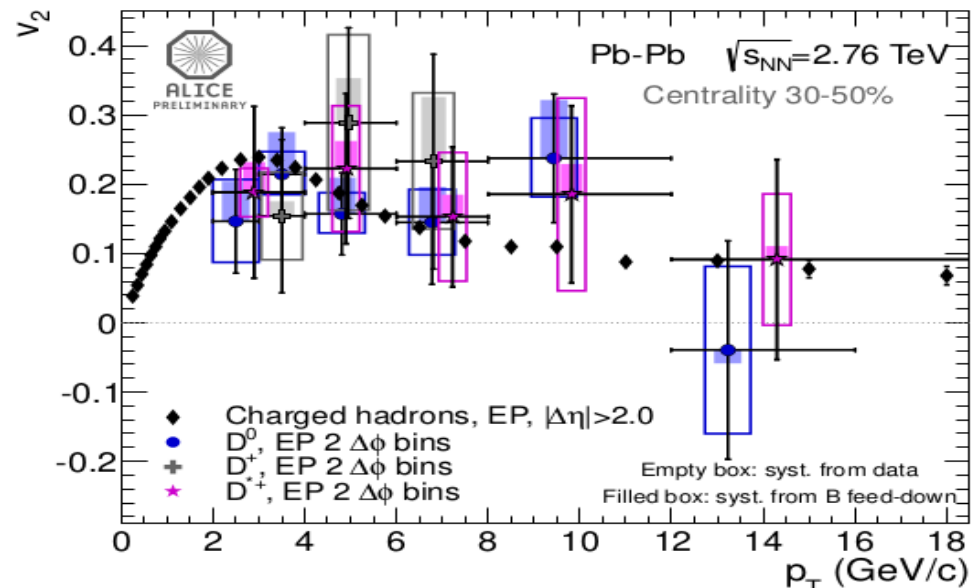 v₂
0.4
0.3
0.2
0.1
0
-0.1
-0.2
ALICE
PRELIMINARY
Pb-Pb √sNN=2.76 TeV
Centrality 30-50%
Charged hadrons, EP, |Δη|>2.0
D⁰, EP 2 Δϕ bins
D⁺, EP 2 Δϕ bins
D*⁺, EP 2 Δϕ bins
Empty box: syst. from data
Filled box: syst. from B feed-down
0 2 4 6 8 10 12 14 16 18
p_T (GeV/c)